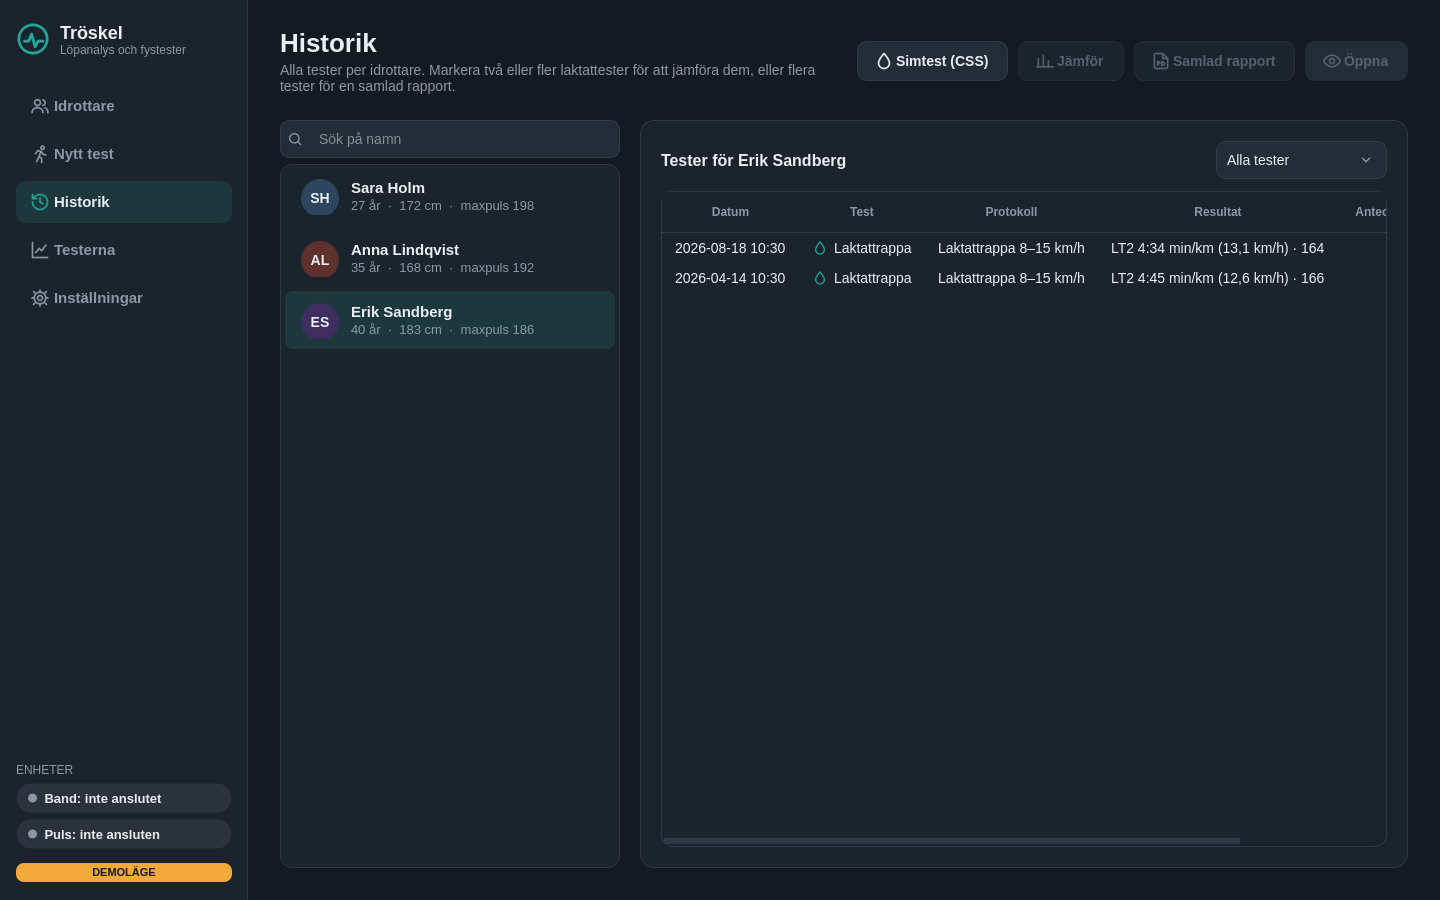 Tröskel
Löpanalys och fystester
Idrottare
Nytt test
Historik
Testerna
Inställningar
ENHETER
Band: inte anslutet
Puls: inte ansluten
DEMOLÄGE
Historik
Alla tester per idrottare. Markera två eller fler laktattester för att jämföra dem, eller flera
tester för en samlad rapport.
Simtest (CSS)
Jämför
Samlad rapport
Öppna
Sök på namn
SH
Sara Holm
27 år · 172 cm · maxpuls 198
AL
Anna Lindqvist
35 år · 168 cm · maxpuls 192
ES
Erik Sandberg
40 år · 183 cm · maxpuls 186
Tester för Erik Sandberg
Alla tester
Datum Test Protokoll Resultat Antec
2026-08-18 10:30 Laktattrappa Laktattrappa 8–15 km/h LT2 4:34 min/km (13,1 km/h) · 164
2026-04-14 10:30 Laktattrappa Laktattrappa 8–15 km/h LT2 4:45 min/km (12,6 km/h) · 166